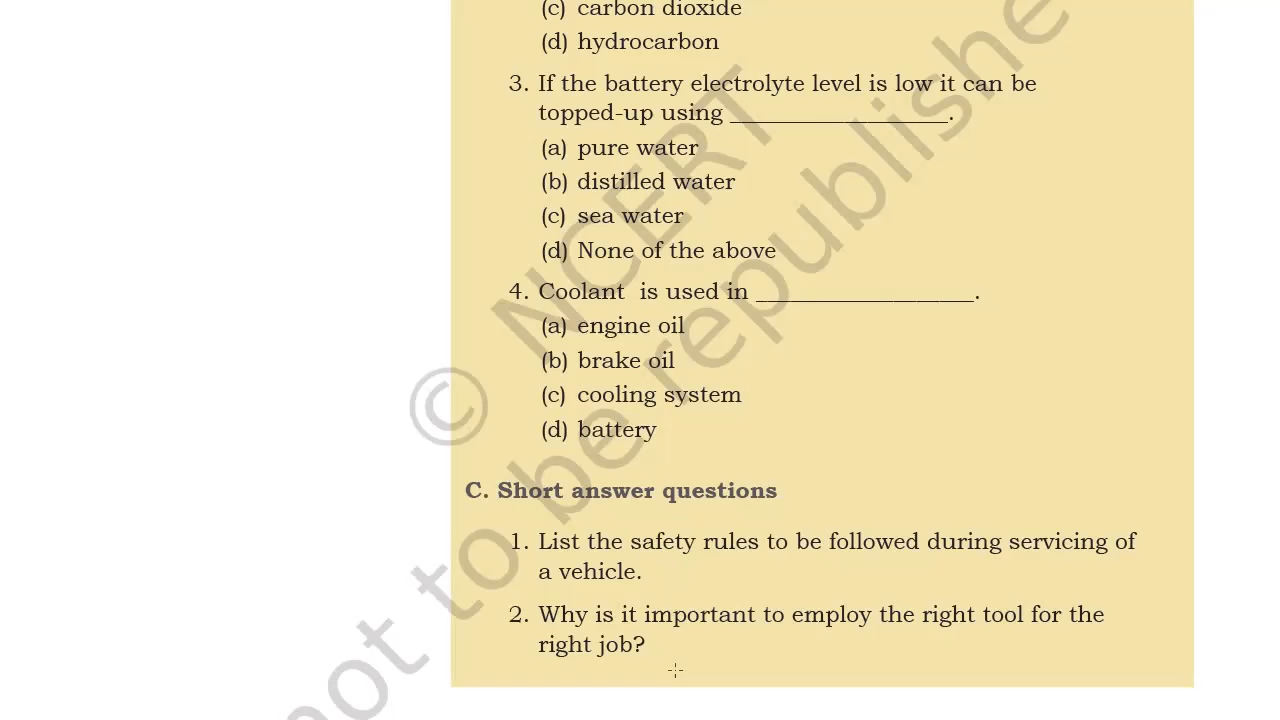 (c) carbon dioxide
(d) hydrocarbon
3. If the battery electrolyte level is low it can be
topped-up using ___________________.
(a) pure water
(b) distilled water
(c) sea water
(d) None of the above
4. Coolant is used in ___________________.
(a) engine oil
(b) brake oil
(c) cooling system
(d) battery
C. Short answer questions
1. List the safety rules to be followed during servicing of
a vehicle.
2. Why is it important to employ the right tool for the
right job?
© NCERT
not to be republishe